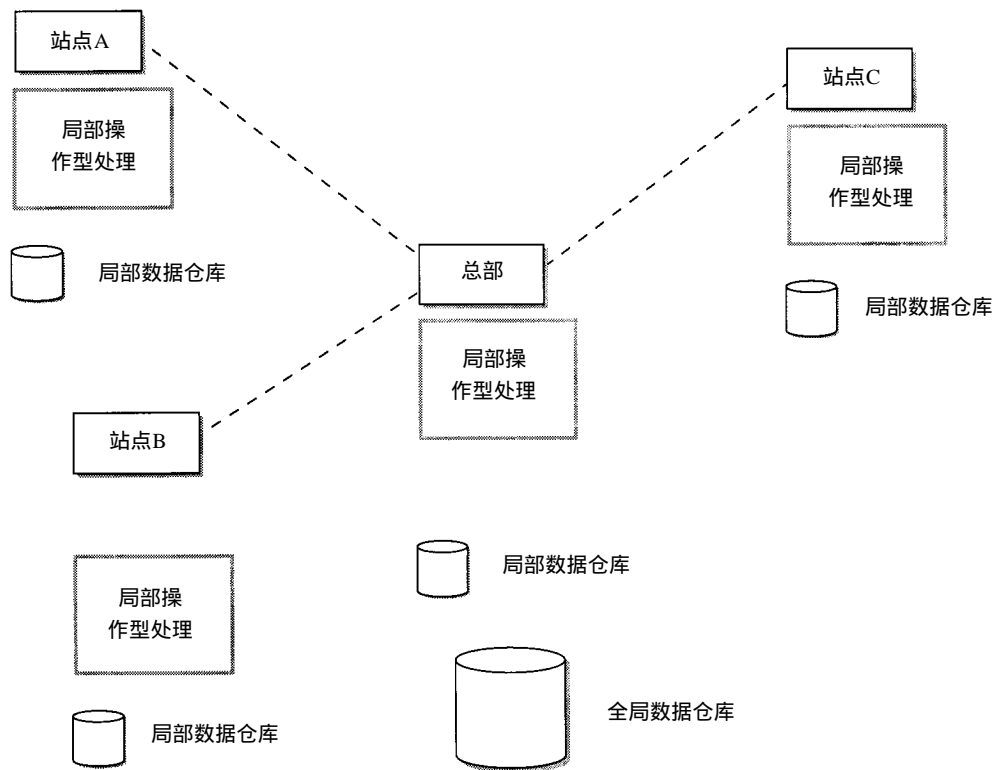 站点A
局部操
作型处理
局部数据仓库
站点C
局部操
作型处理
局部数据仓库
总部
局部操
作型处理
站点B
局部操
作型处理
局部数据仓库
局部数据仓库
全局数据仓库